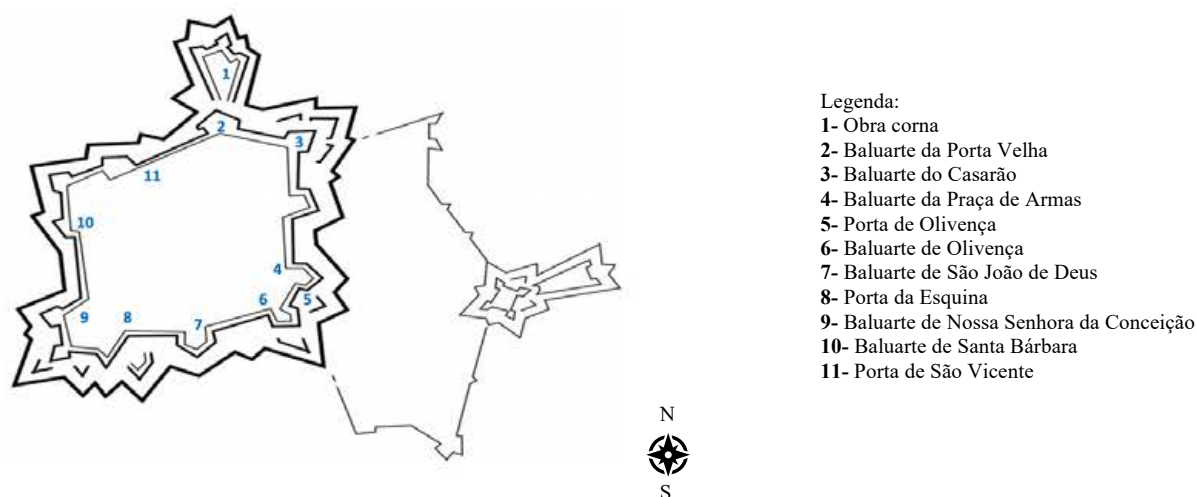 1
2
3
11
10
4
5
6
7
8
9
Legenda:
1- Obra corna
2- Baluarte da Porta Velha
3- Baluarte do Casarão
4- Baluarte da Praça de Armas
5- Porta de Olivença
6- Baluarte de Olivença
7- Baluarte de São João de Deus
8- Porta da Esquina
9- Baluarte de Nossa Senhora da Conceição
10- Baluarte de Santa Bárbara
11- Porta de São Vicente
N
S